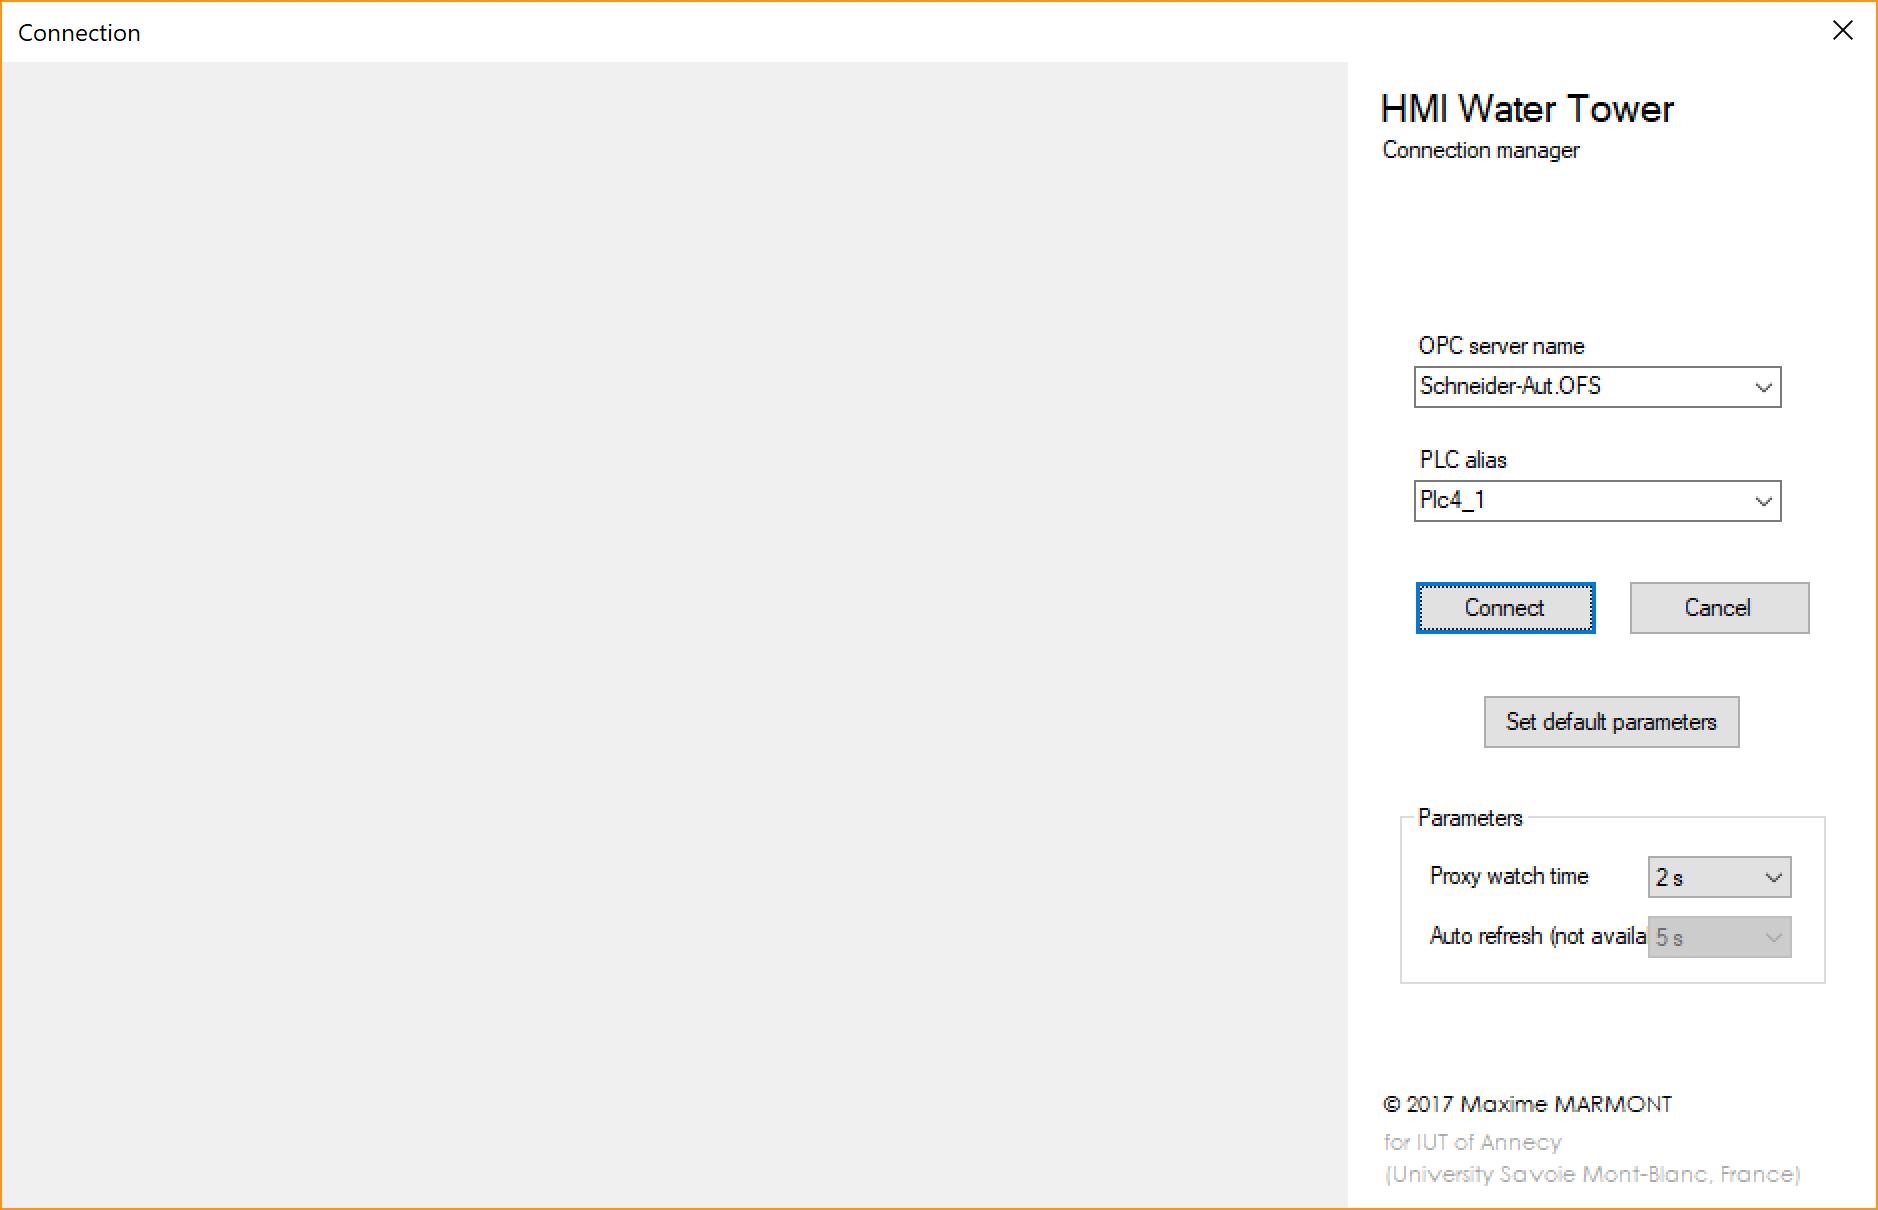 Connection
HMI Water Tower
Connection manager
OPC server name
Schneider-Aut.OFS
PLC alias
Plc4_1
Connect Cancel
Set default parameters
Parameters
Proxy watch time 2 s
Auto refresh (not availa 5 s
© 2017 Maxime MARMONT
for IUT of Annecy
(University Savoie Mont-Blanc, France)